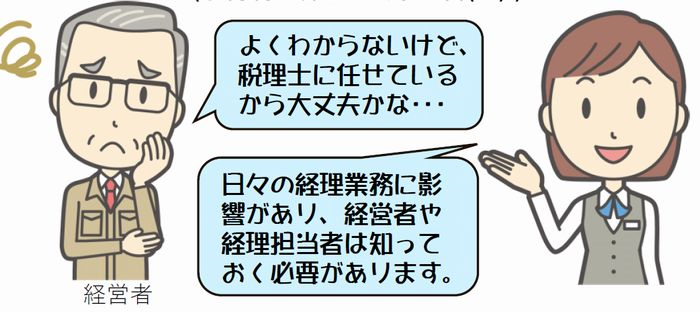 よくわからないけど、
税理士に任せている
から大丈夫かな･･･
日々の経理業務に影
響があり、経営者や
経理担当者は知って
おく必要があります。
経営者